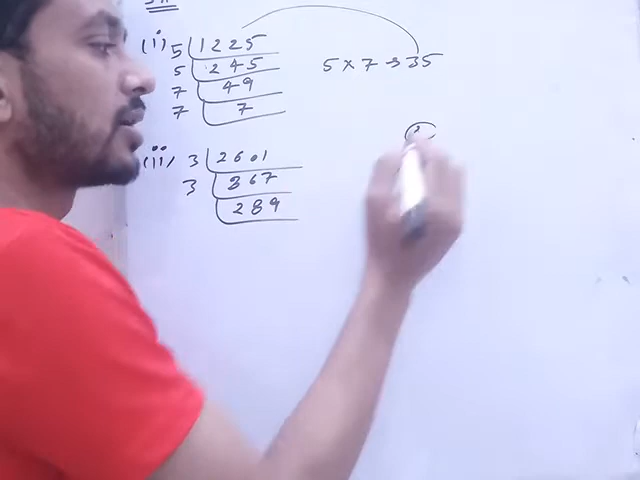 (i) 5 1225
5 245 5 x 7 → 35
7 49
7 7
(ii) 3 2601
3 867
289